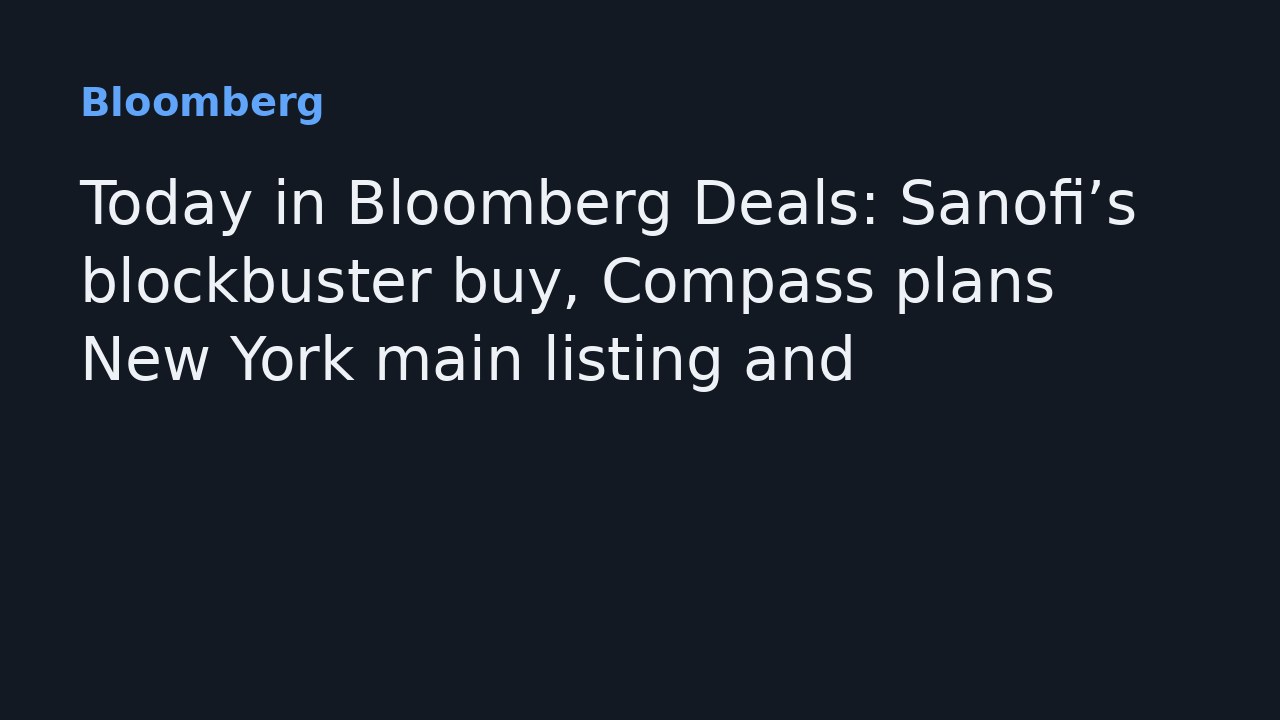 Bloomberg
Today in Bloomberg Deals: Sanofi’s
blockbuster buy, Compass plans
New York main listing and